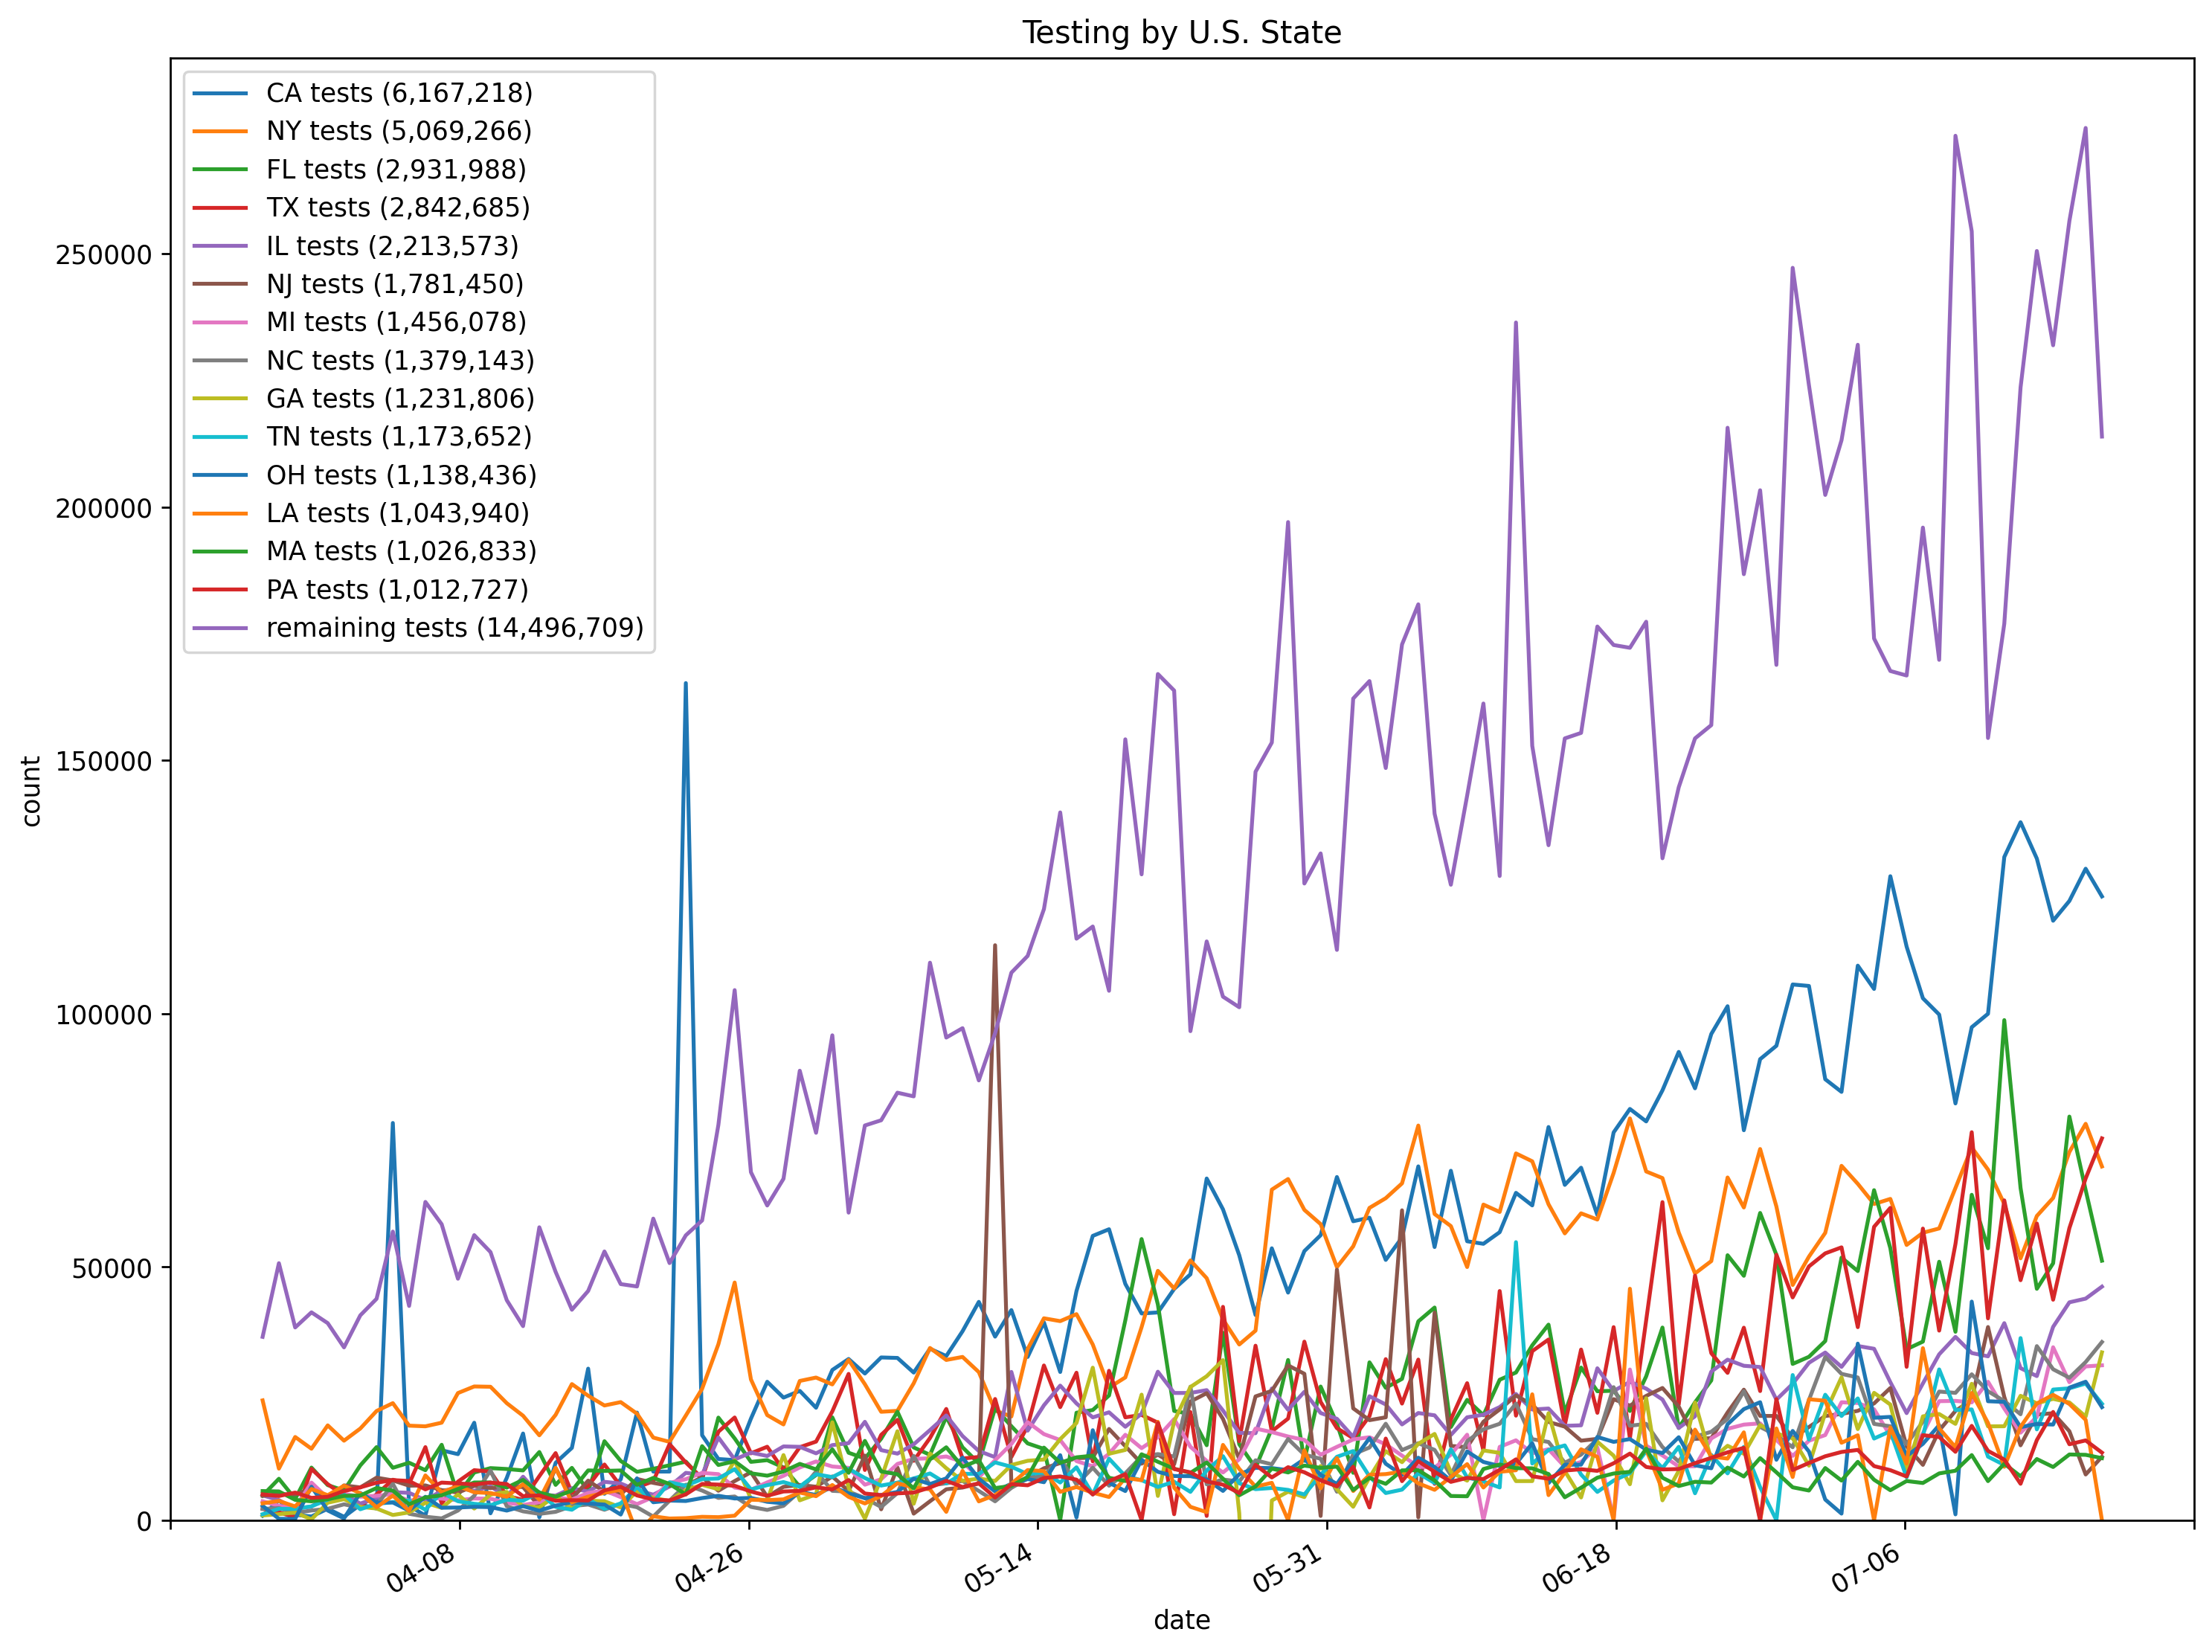 Testing by U.S. State
CA tests (6,167,218)
NY tests (5,069,266)
FL tests (2,931,988)
TX tests (2,842,685)
IL tests (2,213,573)
NJ tests (1,781,450)
MI tests (1,456,078)
NC tests (1,379,143)
GA tests (1,231,806)
TN tests (1,173,652)
OH tests (1,138,436)
LA tests (1,043,940)
MA tests (1,026,833)
PA tests (1,012,727)
remaining tests (14,496,709)
250000
200000
150000
100000
50000
0
count
04-08
04-26
05-14
05-31
06-18
07-06
date